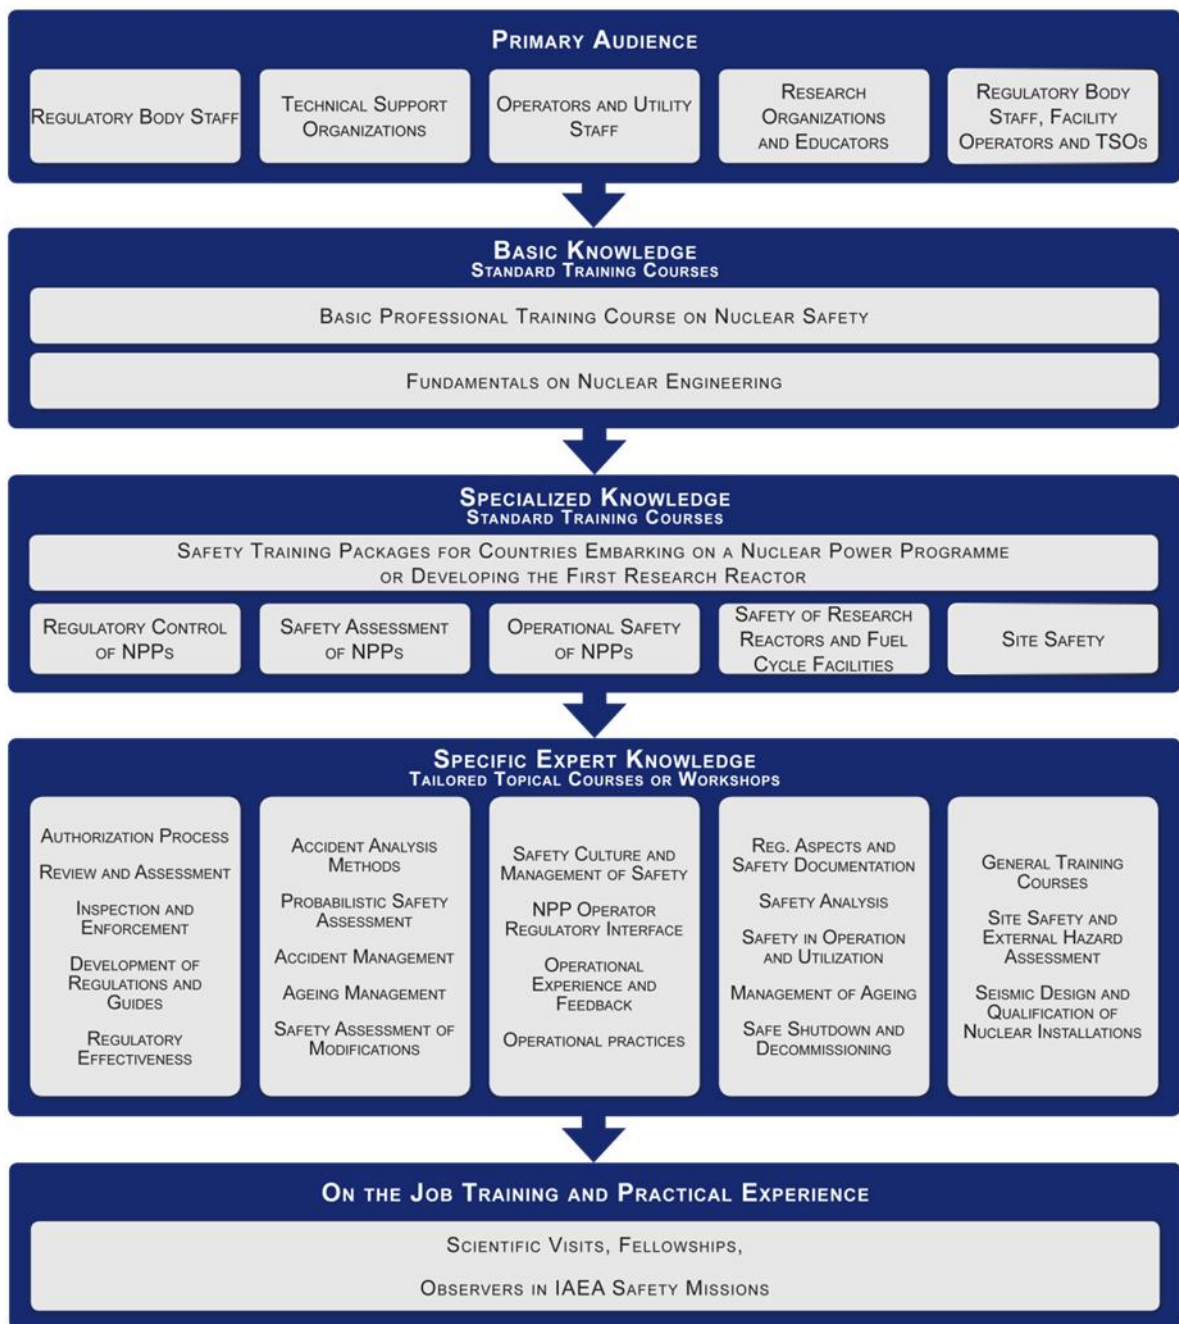 Primary Audience
Regulatory Body Staff
Technical Support
Organizations
Operators and Utility
Staff
Research
Organizations
and Educators
Regulatory Body
Staff, Facility
Operators and TSOs
Basic Knowledge
Standard Training Courses
Basic Professional Training Course on Nuclear Safety
Fundamentals on Nuclear Engineering
Specialized Knowledge
Standard Training Courses
Safety Training Packages for Countries Embarking on a Nuclear Power Programme
or Developing the First Research Reactor
Regulatory Control
of NPPs
Safety Assessment
of NPPs
Operational Safety
of NPPs
Safety of Research
Reactors and Fuel
Cycle Facilities
Site Safety
Specific Expert Knowledge
Tailored Topical Courses or Workshops
Authorization Process
Review and Assessment
Inspection and
Enforcement
Development of
Regulations and
Guides
Regulatory
Effectiveness
Accident Analysis
Methods
Probabilistic Safety
Assessment
Accident Management
Ageing Management
Safety Assessment of
Modifications
Safety Culture and
Management of Safety
NPP Operator
Regulatory Interface
Operational
Experience and
Feedback
Operational practices
Reg. Aspects and
Safety Documentation
Safety Analysis
Safety in Operation
and Utilization
Management of Ageing
Safe Shutdown and
Decommissioning
General Training
Courses
Site Safety and
External Hazard
Assessment
Seismic Design and
Qualification of
Nuclear Installations
On the Job Training and Practical Experience
Scientific Visits, Fellowships,
Observers in IAEA Safety Missions